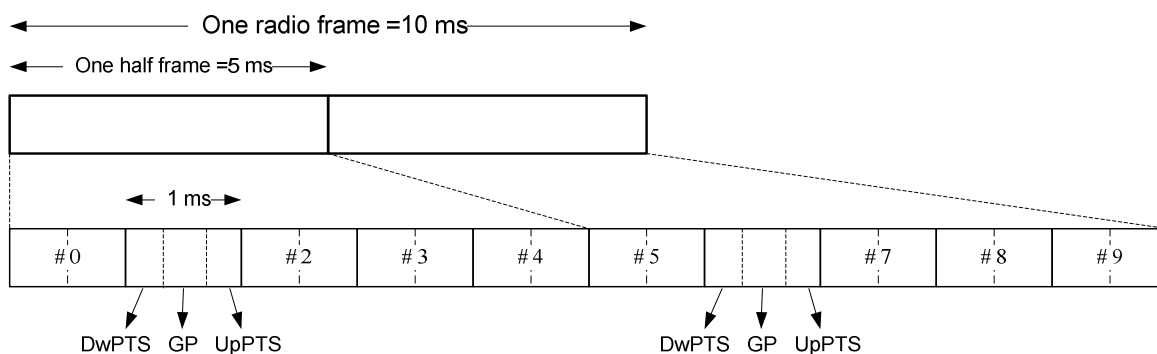 One radio frame =10 ms
One half frame =5 ms
1 ms
#0 #2 #3 #4 #5 #7 #8 #9
DwPTS GP UpPTS DwPTS GP UpPTS